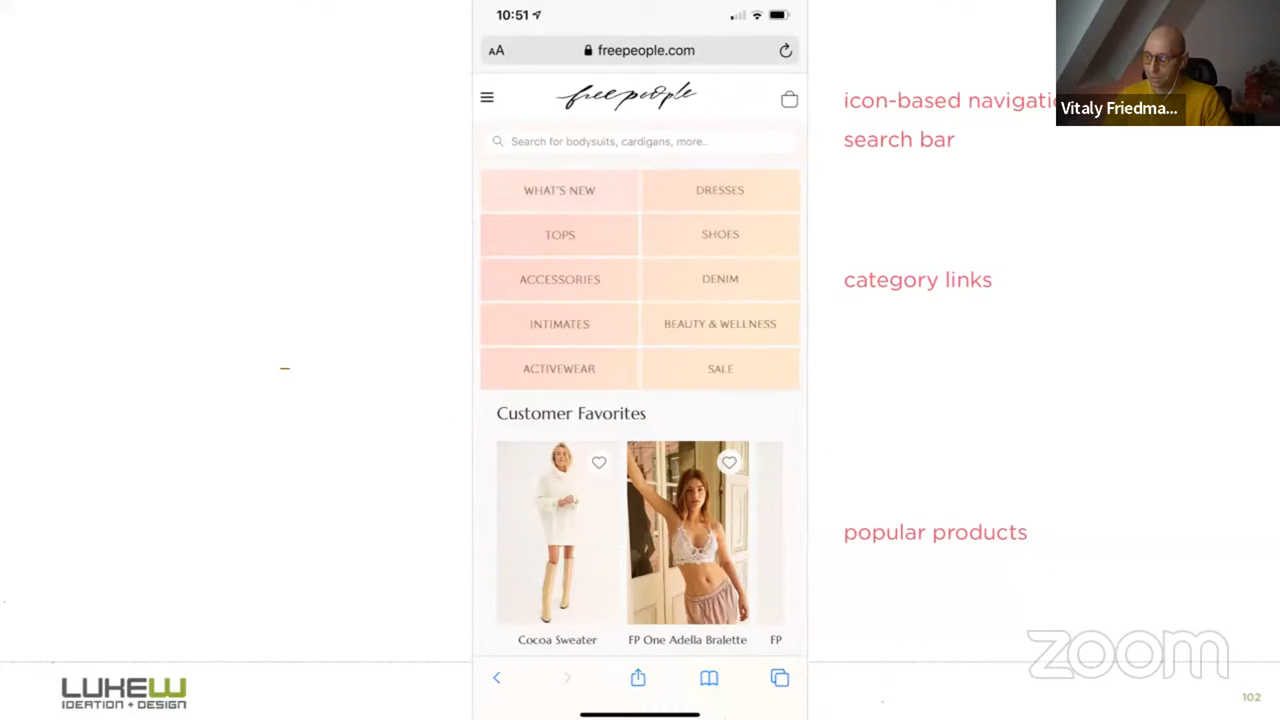 10:51
AA
freepeople.com
free people
Search for bodysuits, cardigans, more..
WHAT'S NEW
DRESSES
TOPS
SHOES
ACCESSORIES
DENIM
INTIMATES
BEAUTY & WELLNESS
ACTIVEWEAR
SALE
Customer Favorites
Cocoa Sweater
FP One Adella Bralette
FP
icon-based navigati
search bar
category links
popular products
Vitaly Friedma...
zoom
LUKEW
IDEATION + DESIGN
102